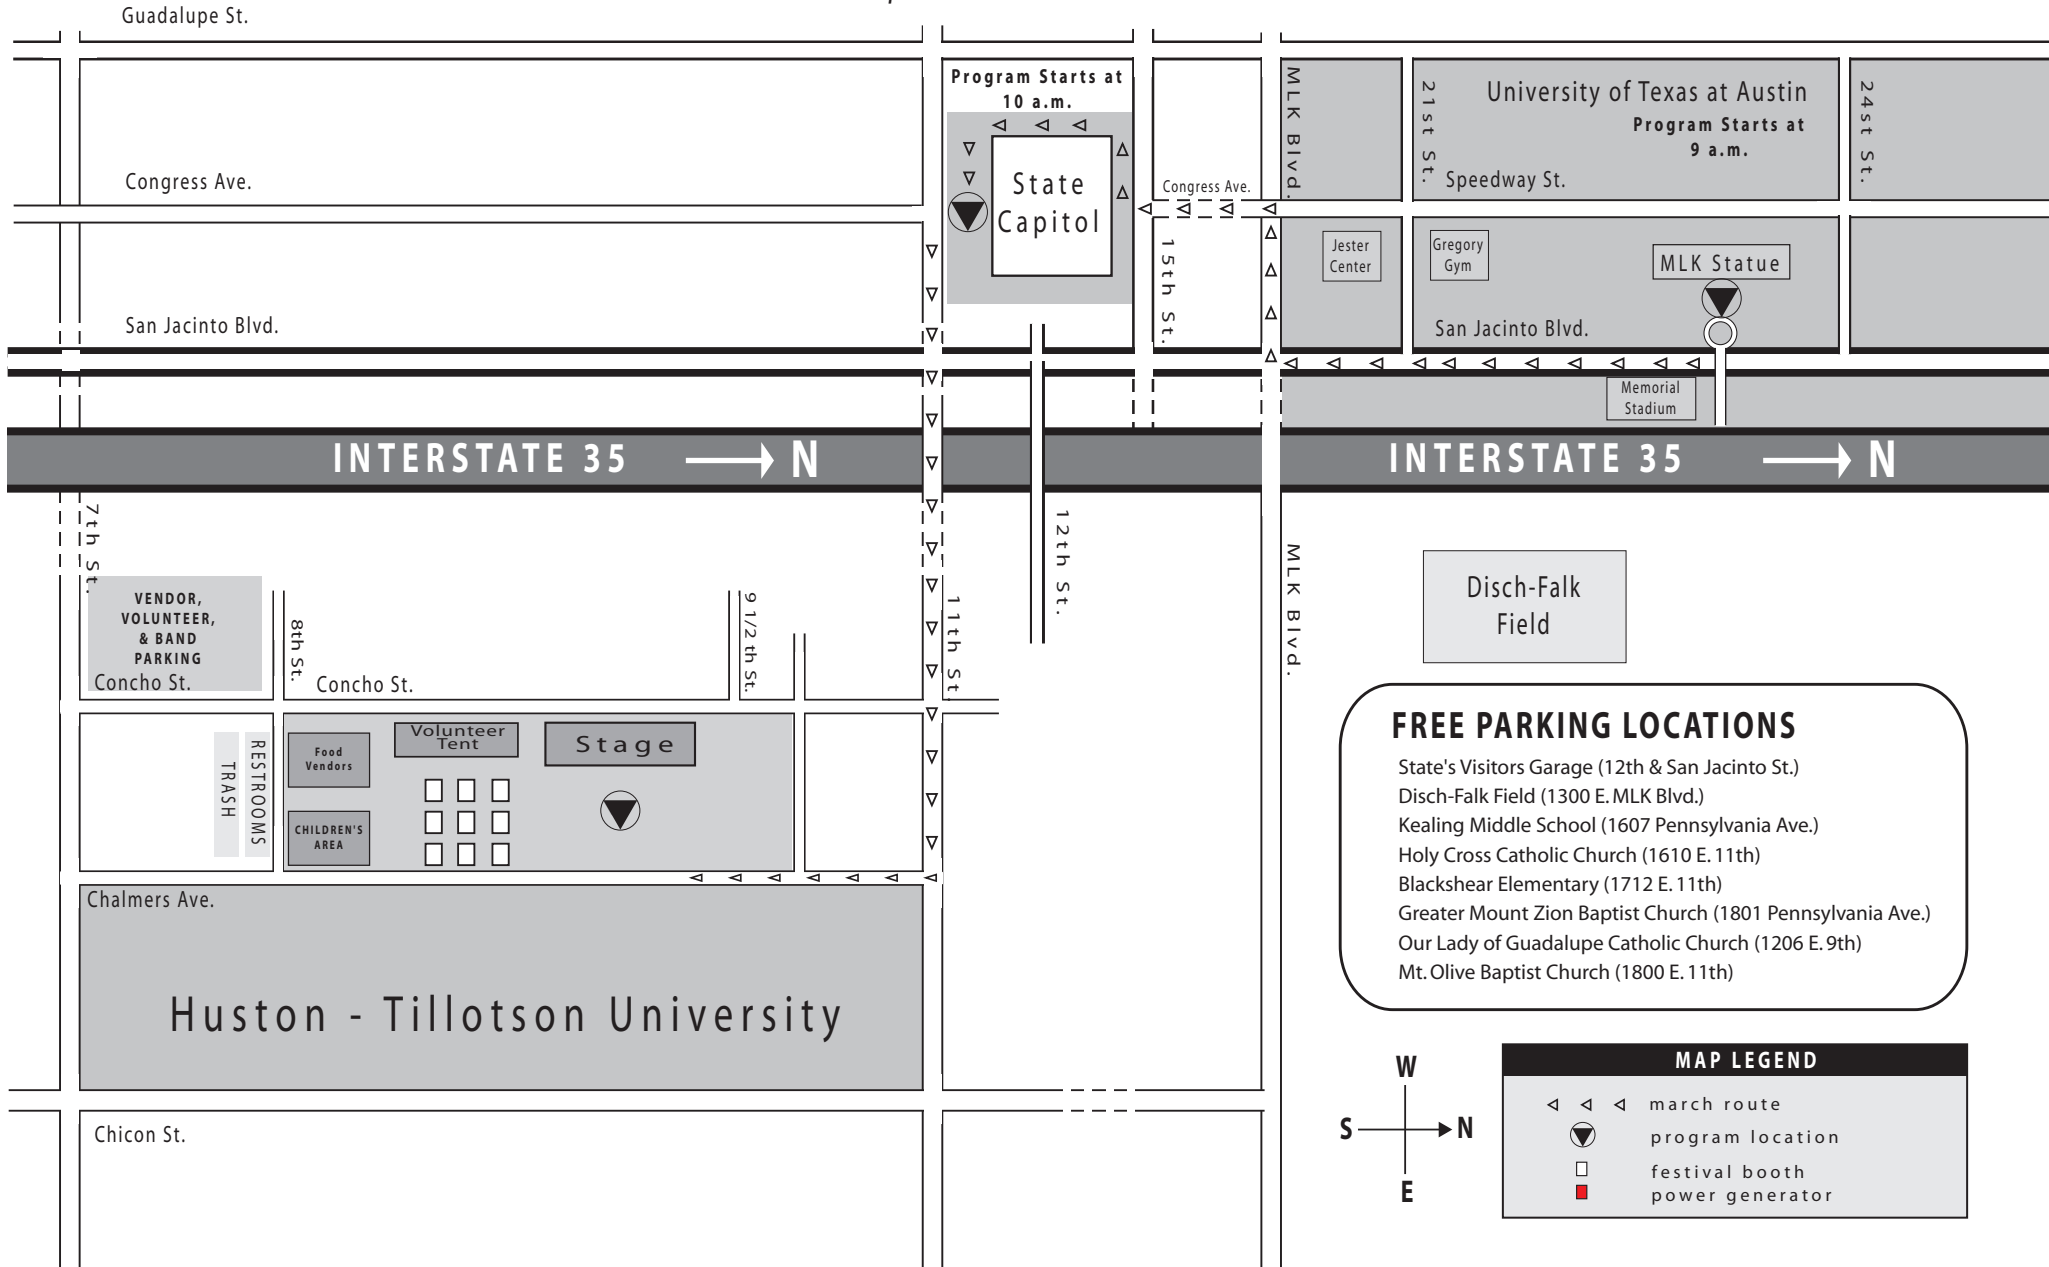 Guadalupe St.
Program Starts at
10 a.m.
MLK Blvd.
21st St.
University of Texas at Austin
Program Starts at
9 a.m.
24st St.
Congress Ave.
State
Capitol
Congress Ave.
Speedway St.
15th St.
Jester
Center
Gregory
Gym
MLK Statue
San Jacinto Blvd.
San Jacinto Blvd.
Memorial
Stadium
INTERSTATE 35
N
INTERSTATE 35
N
7th St.
12th St.
MLK Blvd.
Disch-Falk
Field
VENDOR,
VOLUNTEER,
& BAND
PARKING
Concho St.
8th St.
Concho St.
9 1/2 th St.
11th St.
RESTROOMS
TRASH
Food
Vendors
Volunteer
Tent
Stage
CHILDREN'S
AREA
Chalmers Ave.
Huston - Tillotson University
Chicon St.
FREE PARKING LOCATIONS
State's Visitors Garage (12th & San Jacinto St.)
Disch-Falk Field (1300 E. MLK Blvd.)
Kealing Middle School (1607 Pennsylvania Ave.)
Holy Cross Catholic Church (1610 E. 11th)
Blackshear Elementary (1712 E. 11th)
Greater Mount Zion Baptist Church (1801 Pennsylvania Ave.)
Our Lady of Guadalupe Catholic Church (1206 E. 9th)
Mt. Olive Baptist Church (1800 E. 11th)
W
S
N
E
MAP LEGEND
march route
program location
festival booth
power generator